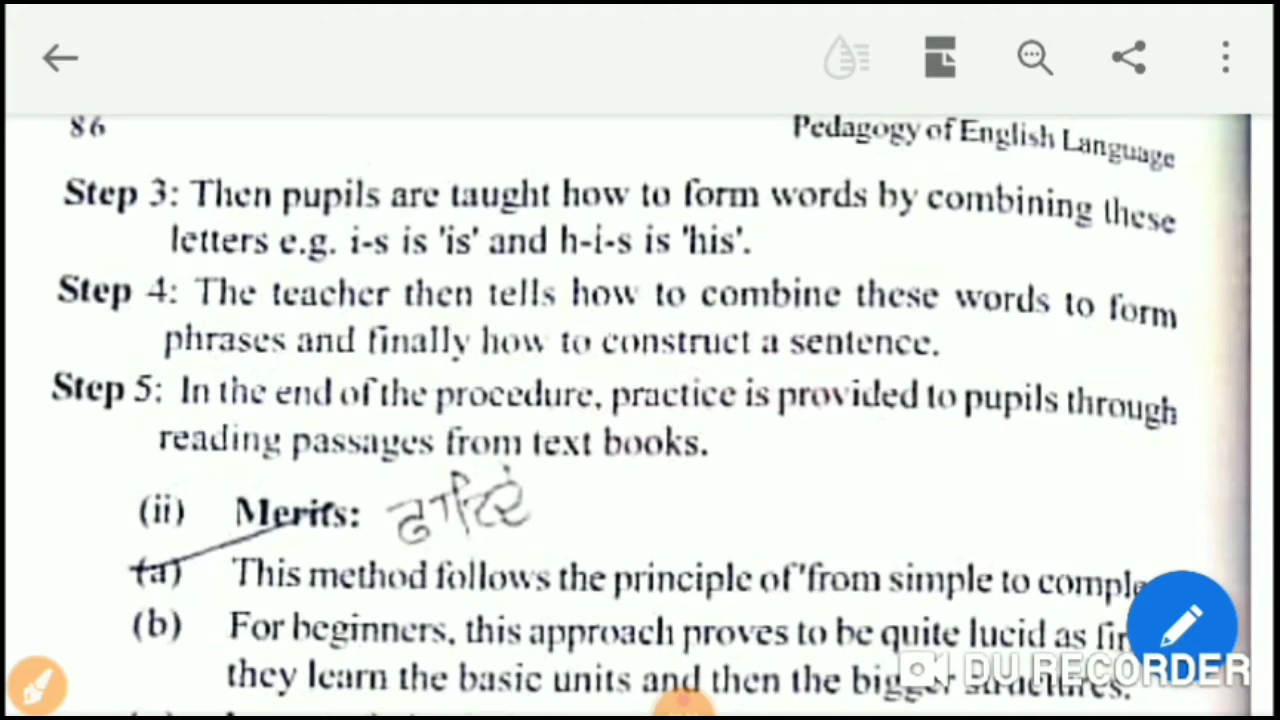 86 Pedagogy of English Language
Step 3: Then pupils are taught how to form words by combining these
letters e.g. i-s is 'is' and h-i-s is 'his'.
Step 4: The teacher then tells how to combine these words to form
phrases and finally how to construct a sentence.
Step 5: In the end of the procedure, practice is provided to pupils through
reading passages from text books.
(ii) Merits: ਫਾਇਦੇ
(a) This method follows the principle of 'from simple to comple
(b) For beginners, this approach proves to be quite lucid as fir
they learn the basic units and then the bigger structures.
DU RECORDER